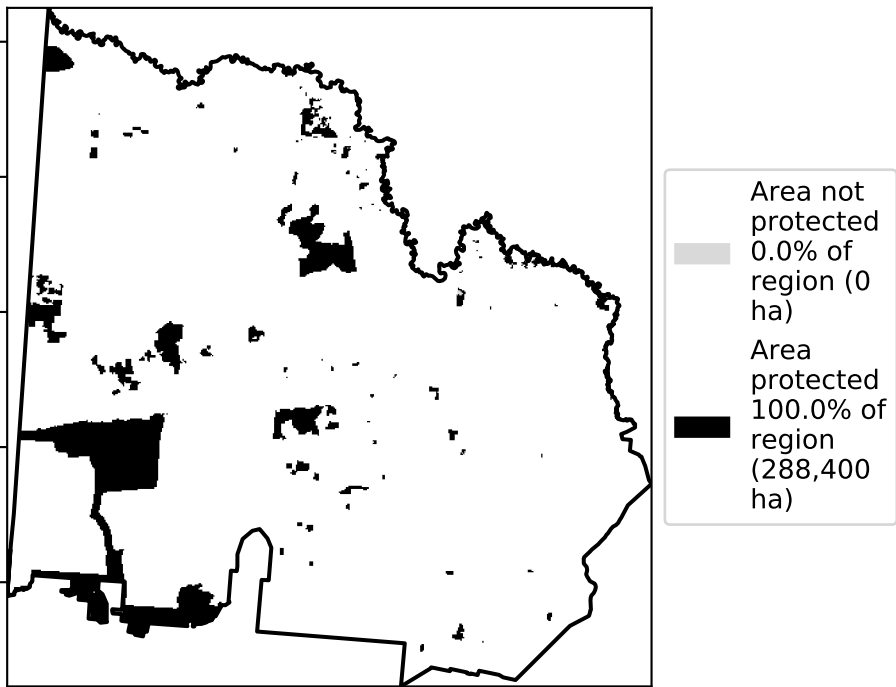 Area not
protected
0.0% of
region (0
ha)
Area
protected
100.0% of
region
(288,400
ha)